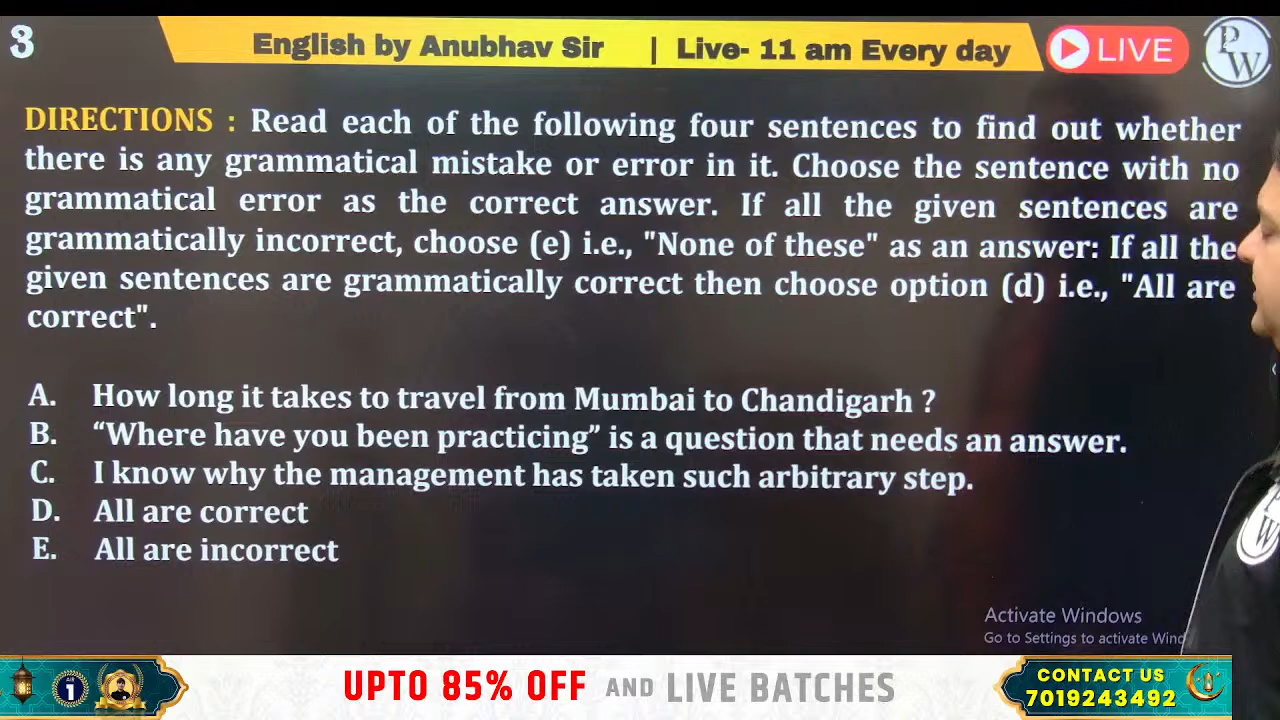 3
English by Anubhav Sir | Live- 11 am Every day
LIVE
PW
DIRECTIONS : Read each of the following four sentences to find out whether
there is any grammatical mistake or error in it. Choose the sentence with no
grammatical error as the correct answer. If all the given sentences are
grammatically incorrect, choose (e) i.e., "None of these" as an answer: If all the
given sentences are grammatically correct then choose option (d) i.e., "All are
correct".
A. How long it takes to travel from Mumbai to Chandigarh ?
B. “Where have you been practicing” is a question that needs an answer.
C. I know why the management has taken such arbitrary step.
D. All are correct
E. All are incorrect
Activate Windows
Go to Settings to activate Wind
1
UPTO 85% OFF AND LIVE BATCHES
CONTACT US
7019243492